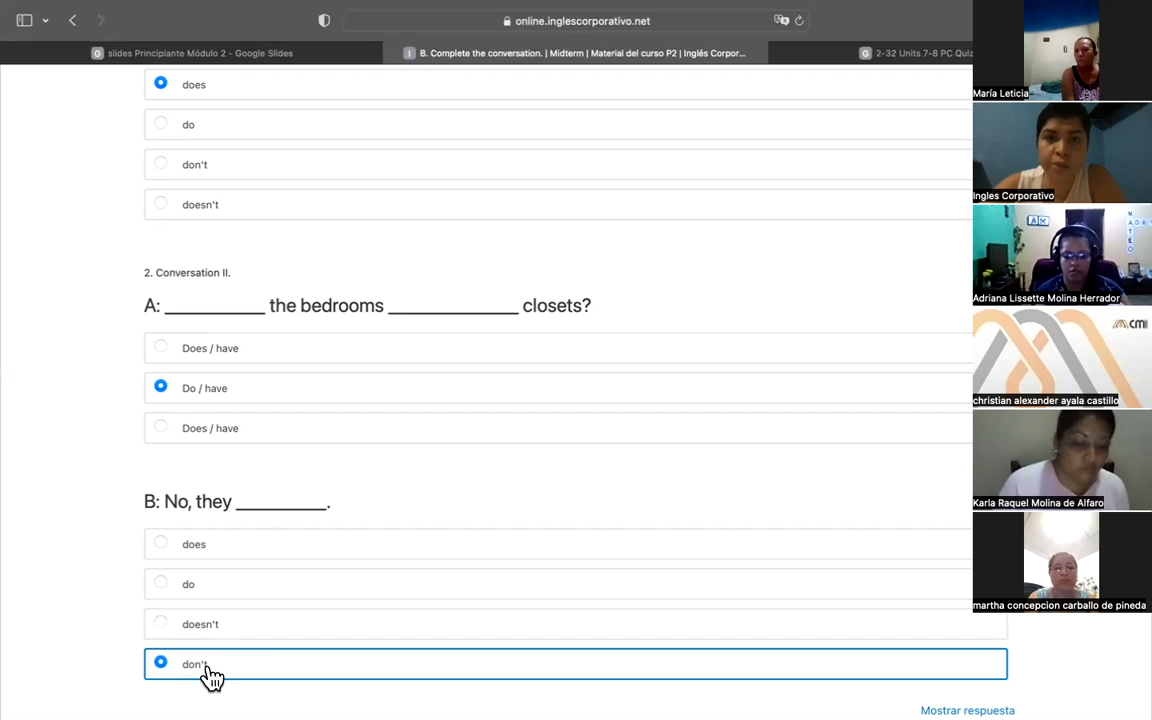 online.inglescorporativo.net
slides Principiante Módulo 2 - Google Slides
B. Complete the conversation. | Midterm | Material del curso P2 | Inglés Corpor...
2-32 Units 7-8 PC Quiz
does
do
don't
doesn't
2. Conversation II.
A: __________ the bedrooms ____________ closets?
Does / have
Do / have
Does / have
B: No, they _________.
does
do
doesn't
don't
Mostrar respuesta
María Leticia
Ingles Corporativo
Adriana Lissette Molina Herrador
cmi
christian alexander ayala castillo
Karla Raquel Molina de Alfaro
martha concepcion carballo de pineda